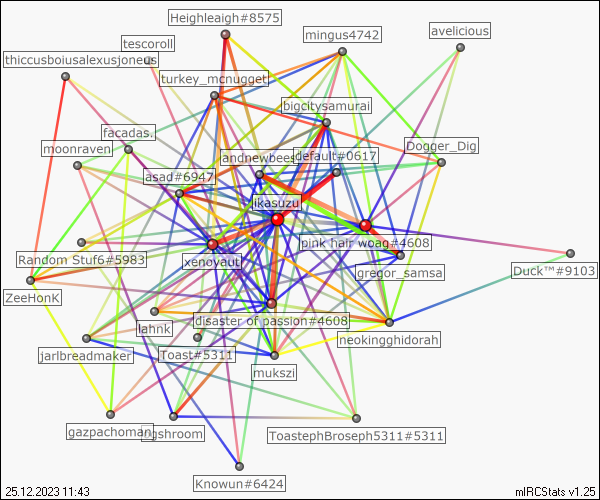 Heighleaigh#8575
mingus4742
avelicious
tescoroll
thiccusboiusalexusjoneus
turkey_mcnugget
bigcitysamurai
facadas.
moonraven
andnewbees
default#0617
Dogger_Dig
asad#6947
ikasuzu
xenovaut
pink hair woag#4608
Random Stuf6#5983
gregor_samsa
Duck™#9103
ZeeHonK
lahnk
disaster of passion#4608
neokingghidorah
jarlbreadmaker
Toast#5311
mukszi
gazpachoman
ngshroom
ToastephBroseph5311#5311
Knowun#6424
25.12.2023 11:43
mIRCStats v1.25